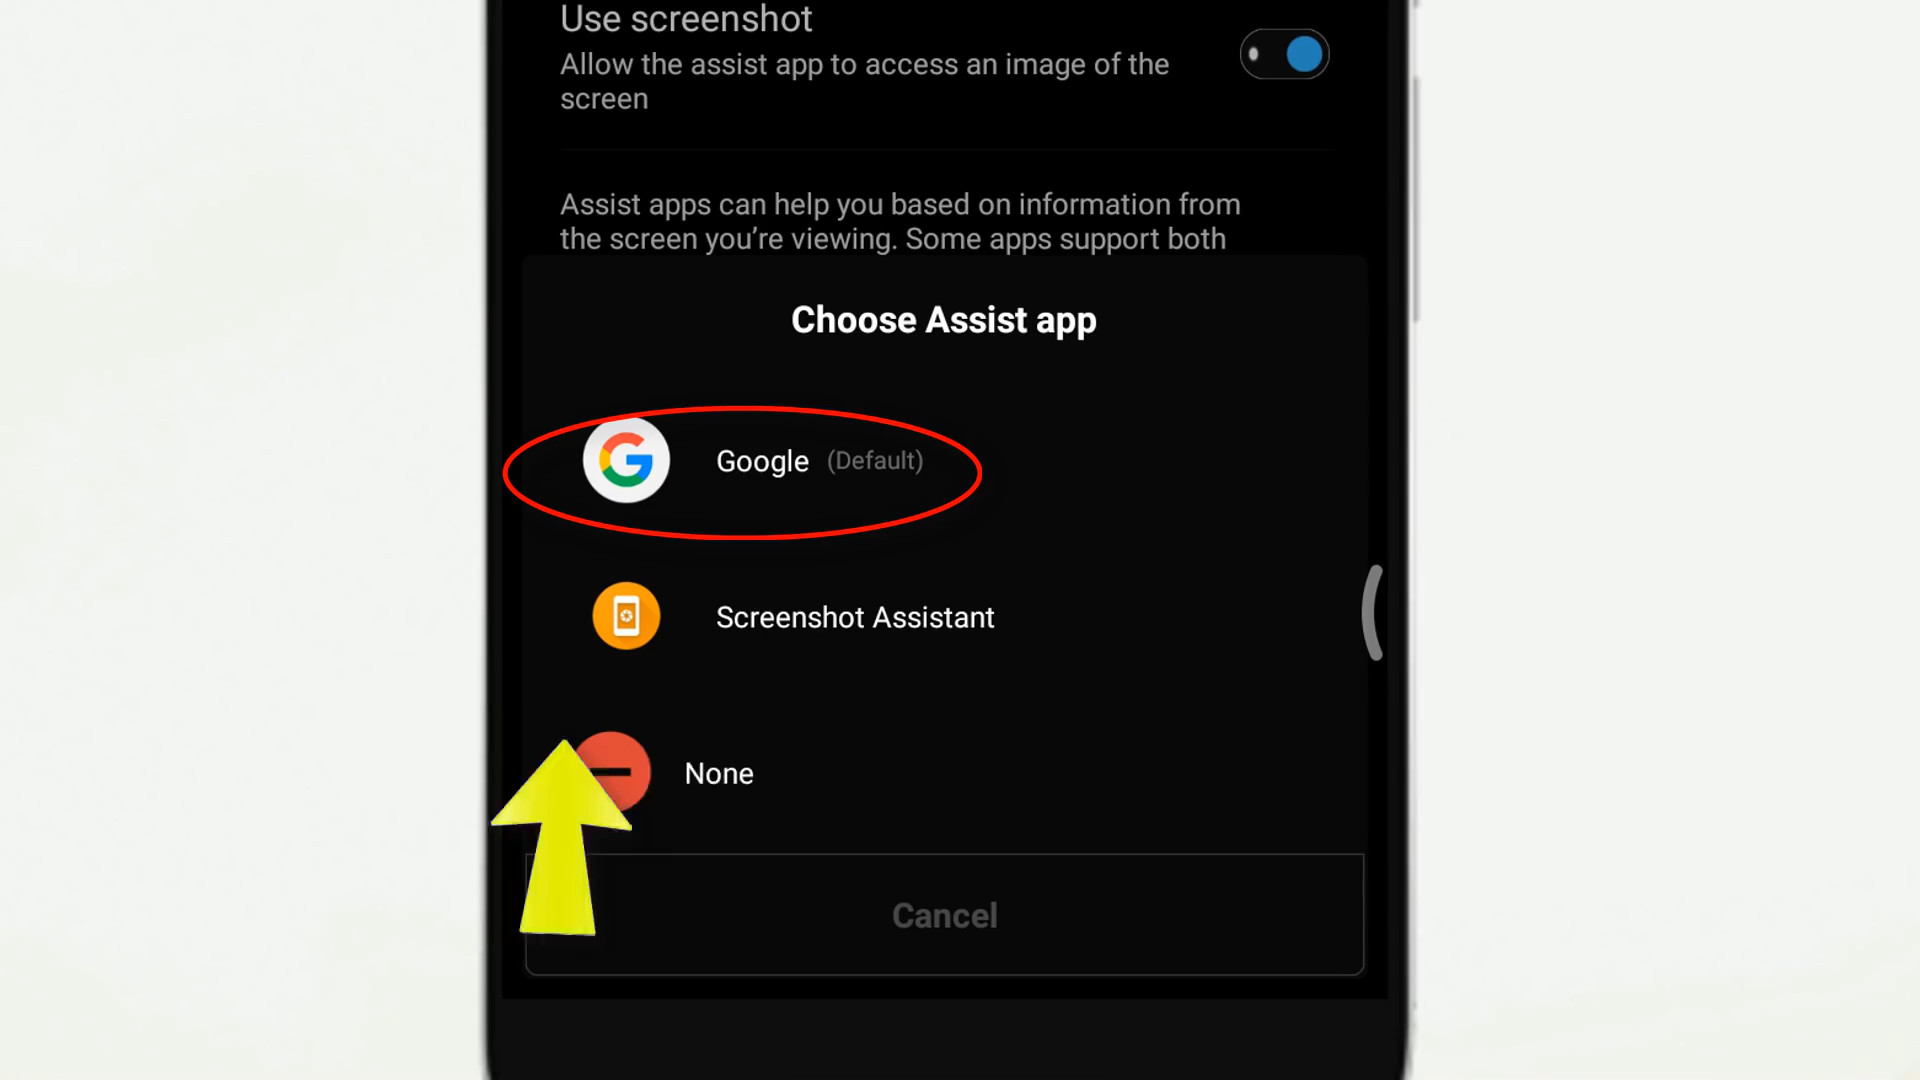 Use screenshot
Allow the assist app to access an image of the
screen
Assist apps can help you based on information from
the screen you’re viewing. Some apps support both
Choose Assist app
Google (Default)
Screenshot Assistant
None
Cancel